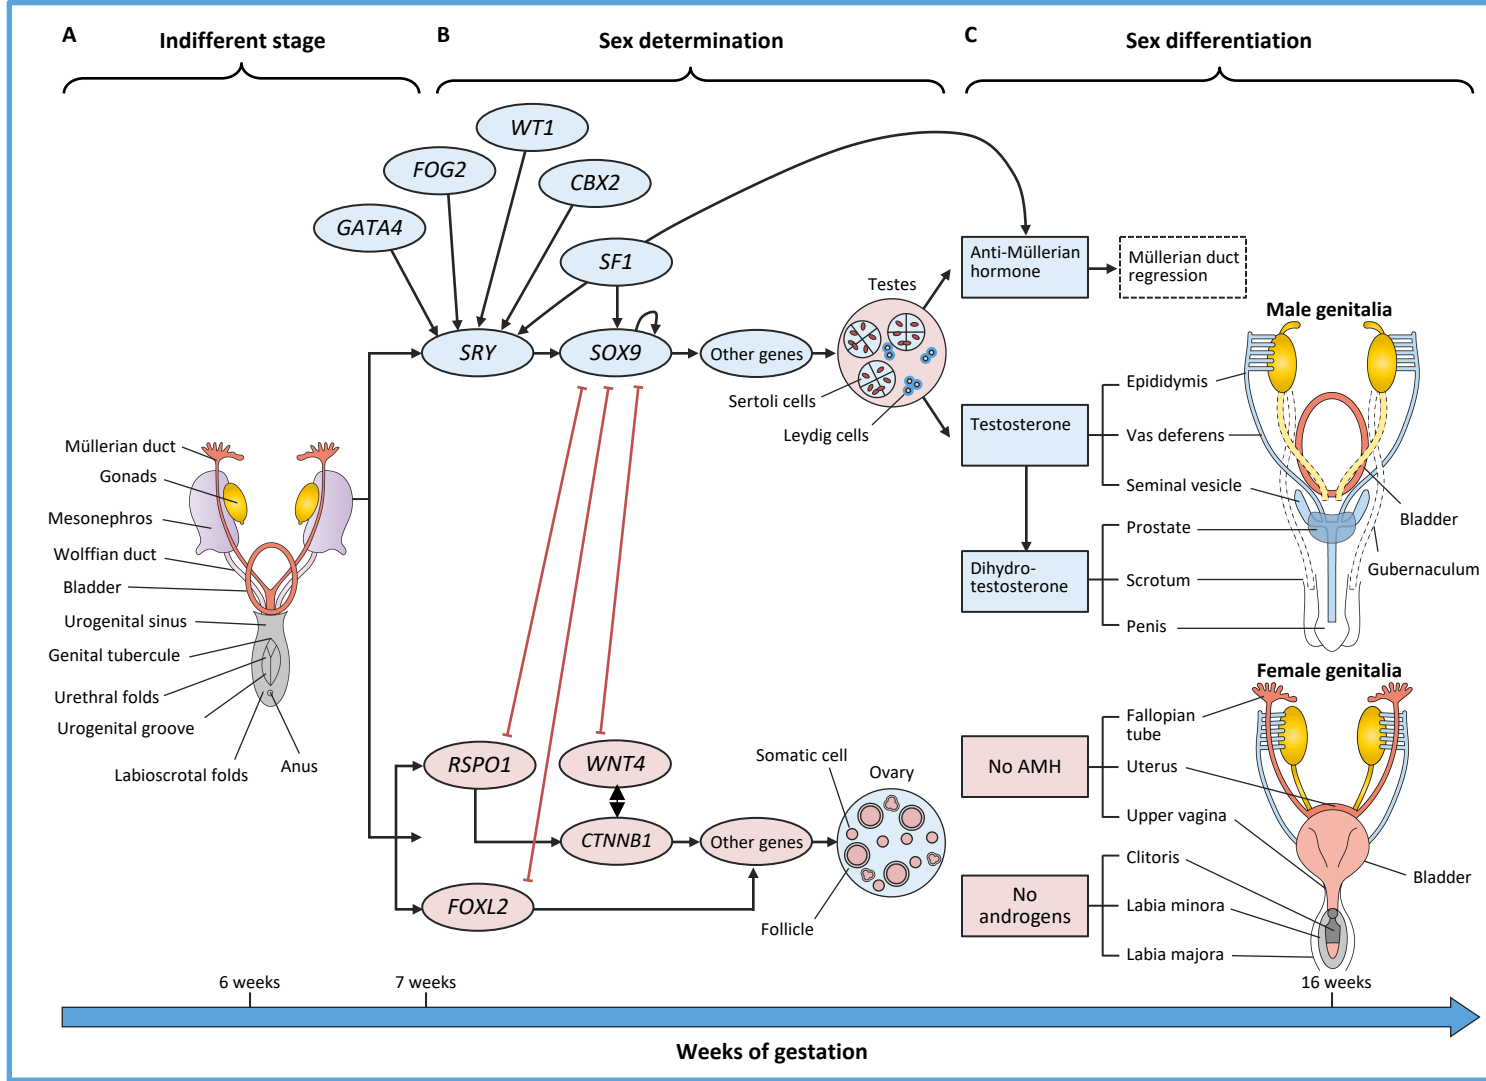 A
Indifferent stage
B
Sex determination
C
Sex differentiation
WT1
FOG2
CBX2
GATA4
SF1
SRY
SOX9
Other genes
Testes
Sertoli cells
Leydig cells
Anti-Müllerian
hormone
Müllerian duct
regression
Male genitalia
Testosterone
Epididymis
Vas deferens
Seminal vesicle
Bladder
Dihydro-
testosterone
Prostate
Scrotum
Penis
Gubernaculum
Müllerian duct
Gonads
Mesonephros
Wolffian duct
Bladder
Urogenital sinus
Genital tubercule
Urethral folds
Urogenital groove
Labioscrotal folds
Anus
RSPO1
WNT4
CTNNB1
Other genes
FOXL2
Somatic cell
Ovary
Follicle
Female genitalia
No AMH
Fallopian
tube
Uterus
Upper vagina
No
androgens
Clitoris
Labia minora
Labia majora
Bladder
6 weeks
7 weeks
16 weeks
Weeks of gestation